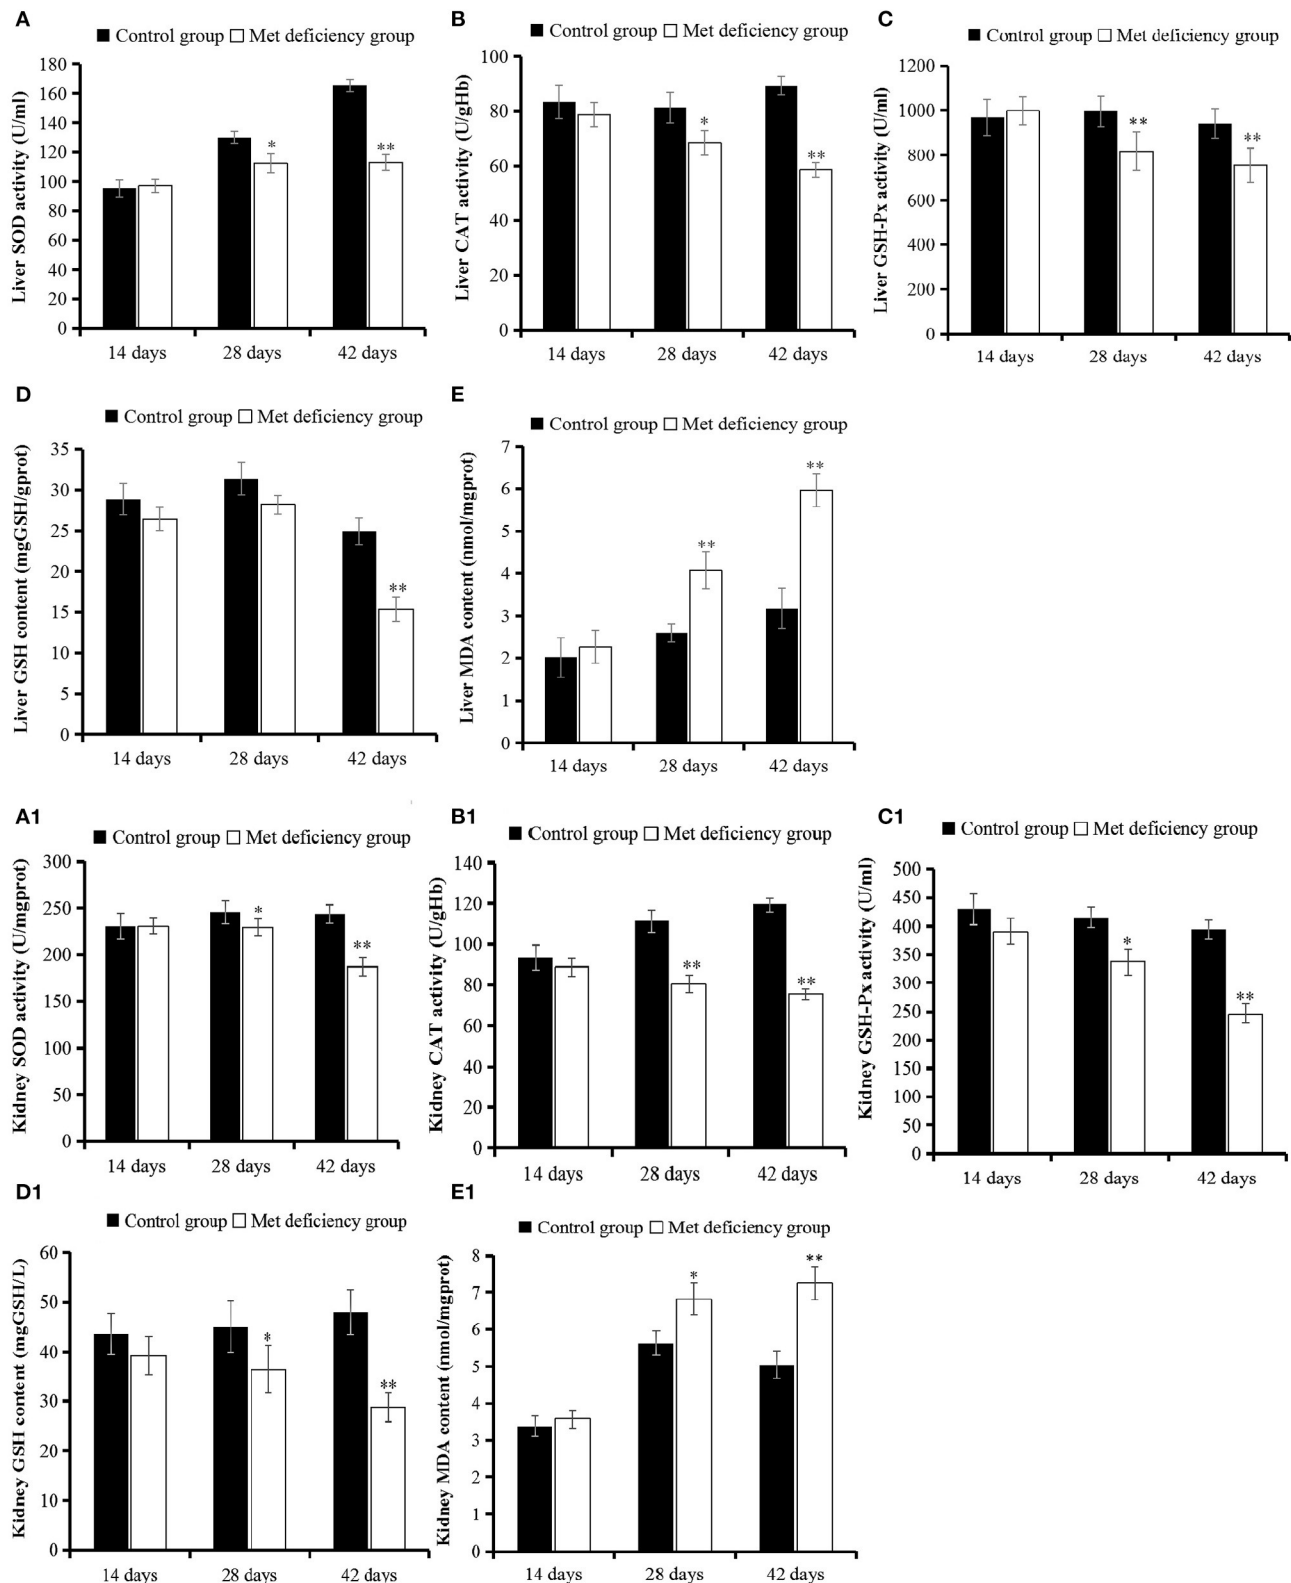 A
■ Control group □ Met deficiency group
Liver SOD activity (U/ml)
180
160
140
120
100
80
60
40
20
0
*
**
14 days 28 days 42 days
B
■ Control group □ Met deficiency group
Liver CAT activity (U/gHb)
100
80
60
40
20
0
*
**
14 days 28 days 42 days
C
■ Control group □ Met deficiency group
Liver GSH-Px activity (U/ml)
1200
1000
800
600
400
200
0
**
**
14 days 28 days 42 days
D
■ Control group □ Met deficiency group
Liver GSH content (mgGSH/gprot)
35
30
25
20
15
10
5
0
**
14 days 28 days 42 days
E
■ Control group □ Met deficiency group
Liver MDA content (nmol/mgprot)
7
6
5
4
3
2
1
0
**
**
14 days 28 days 42 days
A1
■ Control group □ Met deficiency group
Kidney SOD activity (U/mgprot)
300
250
200
150
100
50
0
*
**
14 days 28 days 42 days
B1
■ Control group □ Met deficiency group
Kidney CAT activity (U/gHb)
140
120
100
80
60
40
20
0
**
**
14 days 28 days 42 days
C1
■ Control group □ Met deficiency group
Kidney GSH-Px activity (U/ml)
500
450
400
350
300
250
200
150
100
50
0
*
**
14 days 28 days 42 days
D1
■ Control group □ Met deficiency group
Kidney GSH content (mgGSH/L)
60
50
40
30
20
10
0
*
**
14 days 28 days 42 days
E1
■ Control group □ Met deficiency group
Kidney MDA content (nmol/mgprot)
8
7
6
5
4
3
2
1
0
*
**
14 days 28 days 42 days